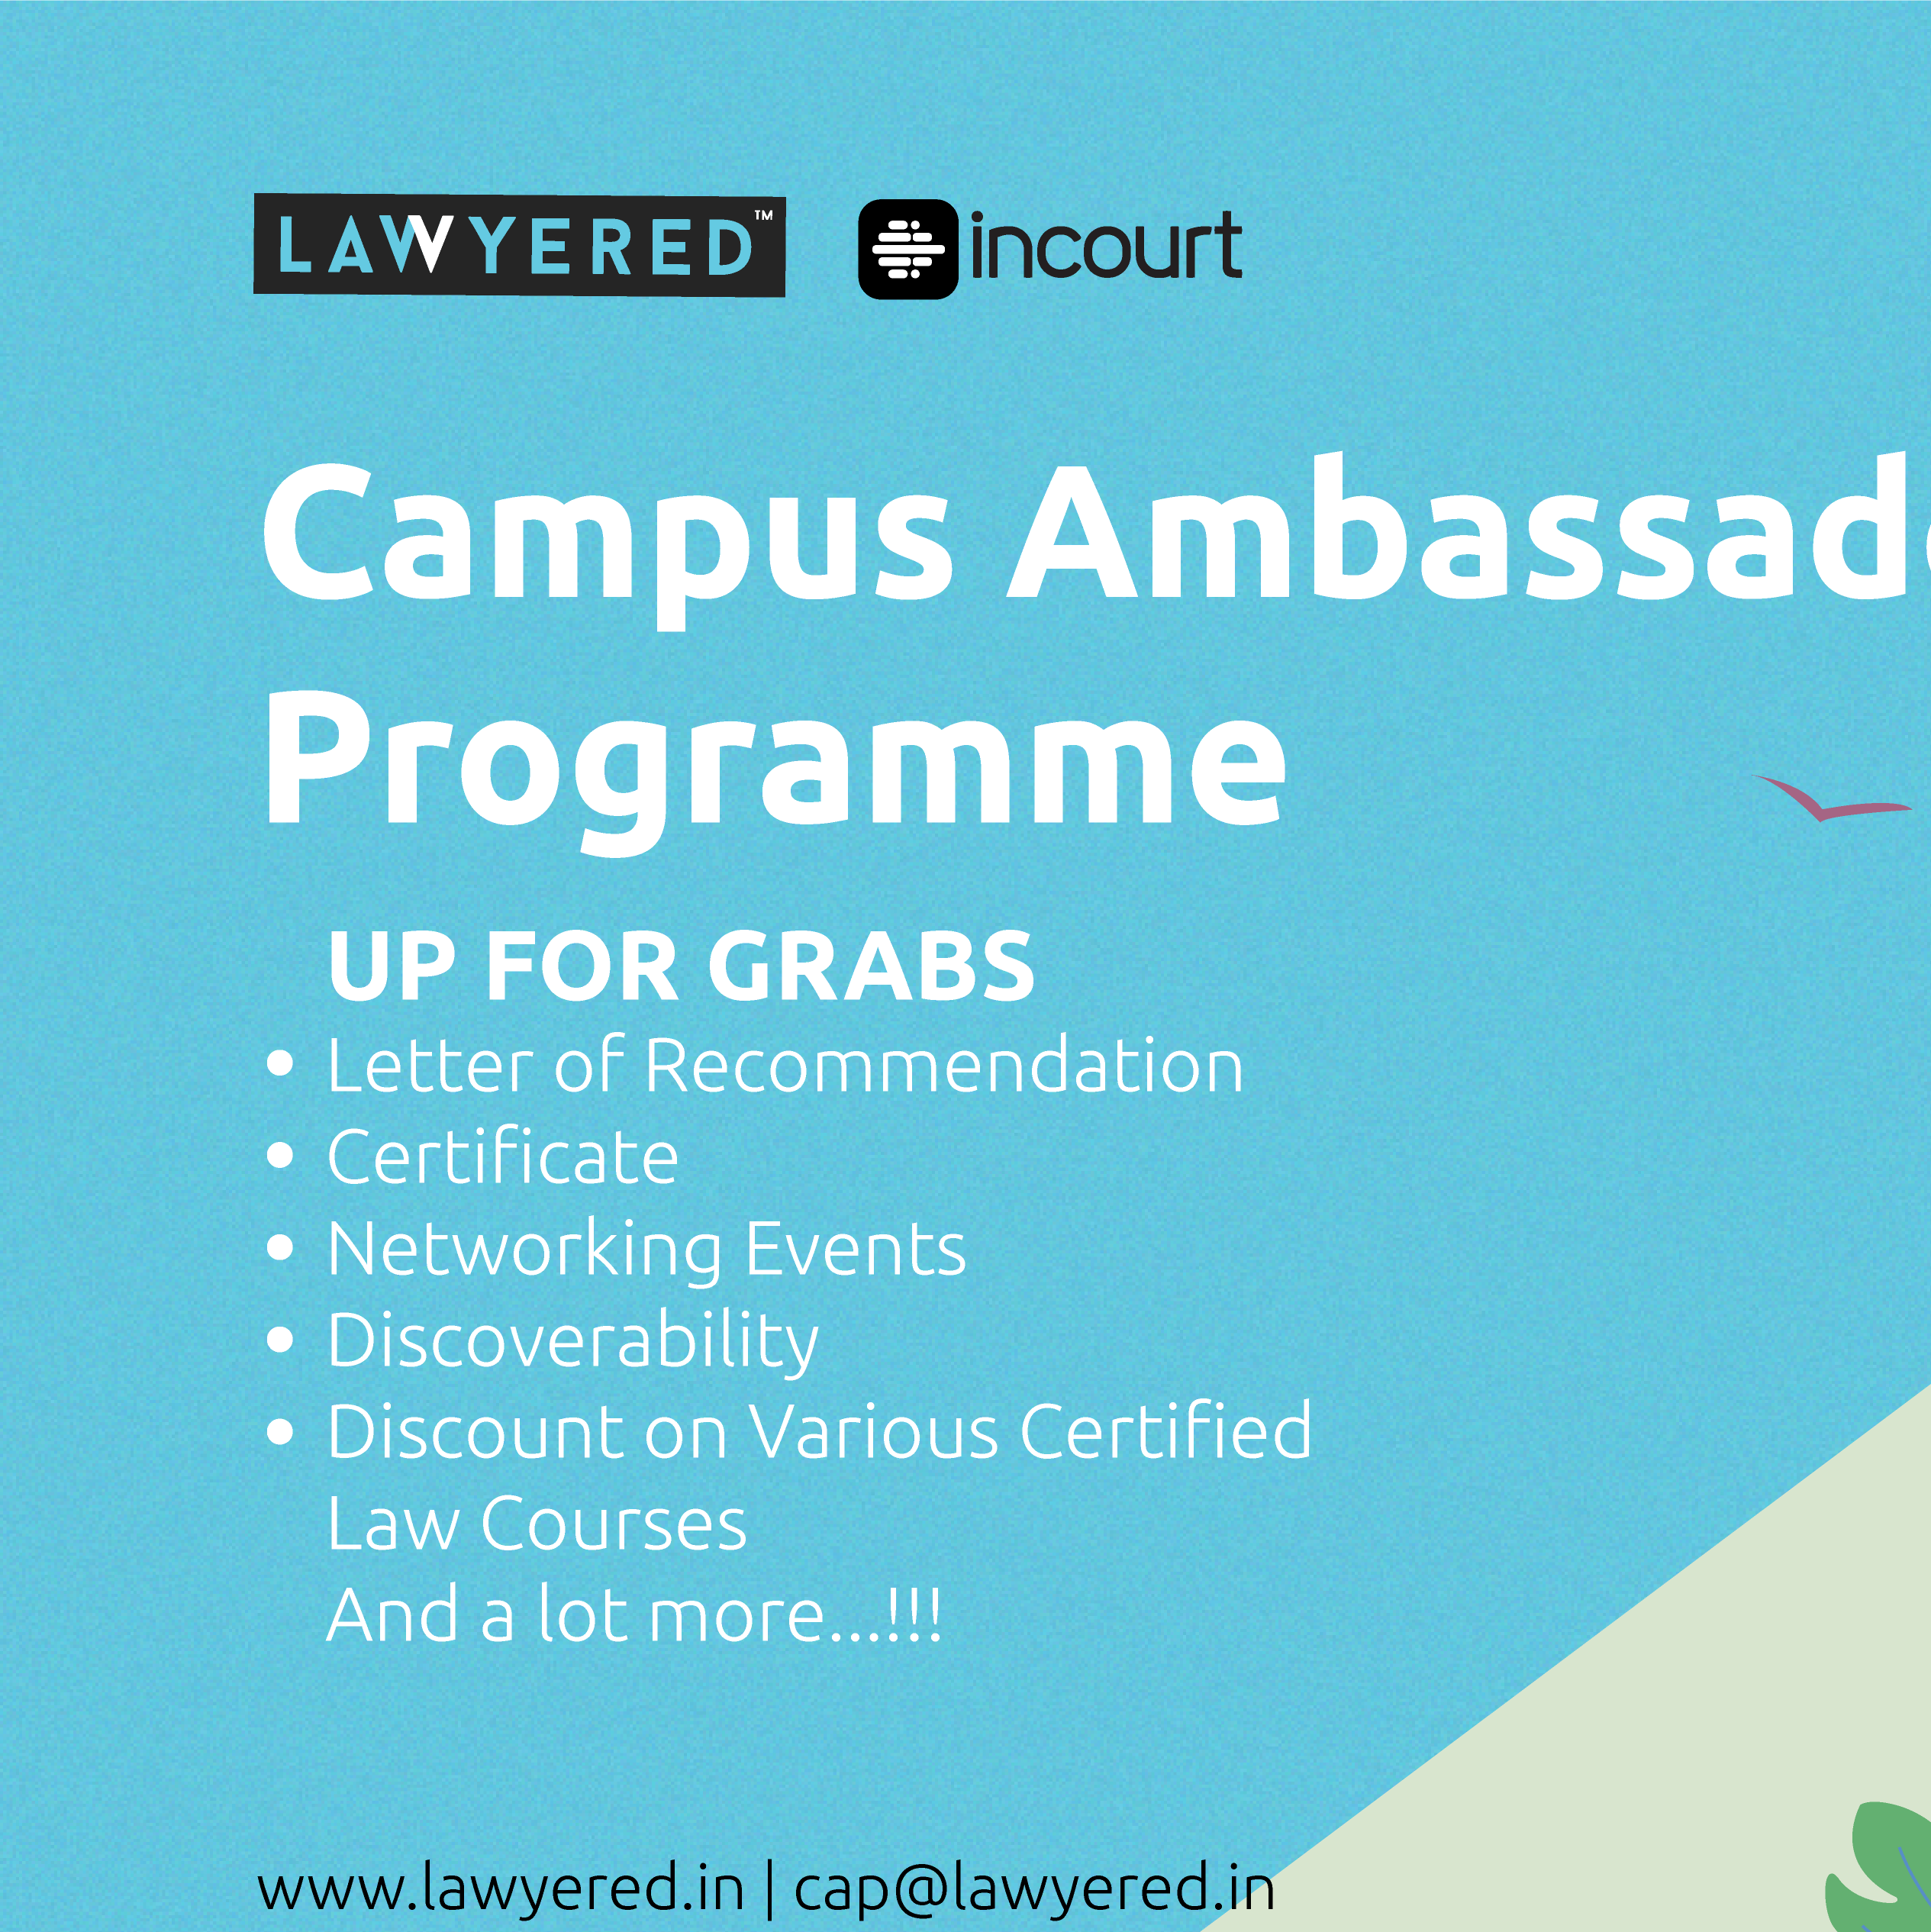 LAWYERED™ incourt
Campus Ambassad
Programme
UP FOR GRABS
• Letter of Recommendation
• Certificate
• Networking Events
• Discoverability
• Discount on Various Certified
Law Courses
And a lot more...!!!
www.lawyered.in | cap@lawyered.in